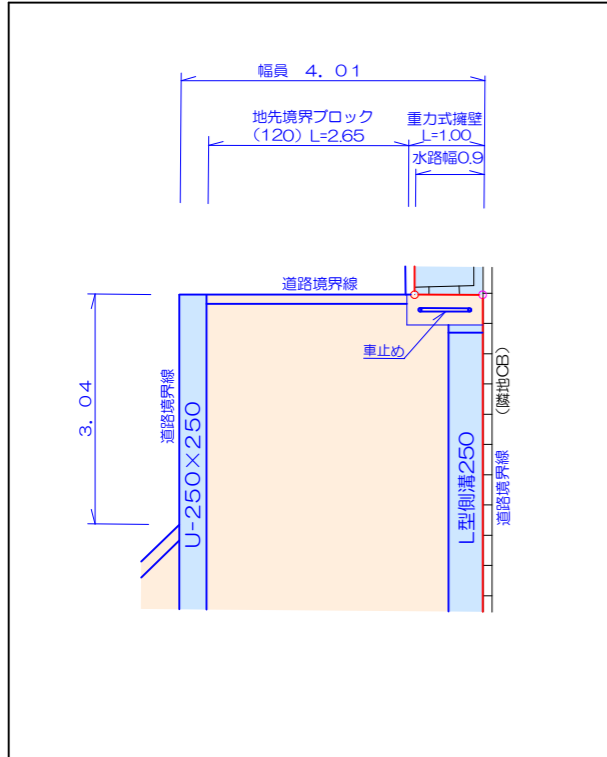 幅員 4.01
地先境界ブロック
(120) L=2.65
重力式擁壁
L=1.00
水路幅0.9
道路境界線
車止め
3.04
道路境界線
U-250×250
L型側溝250
(隣地CB)
道路境界線